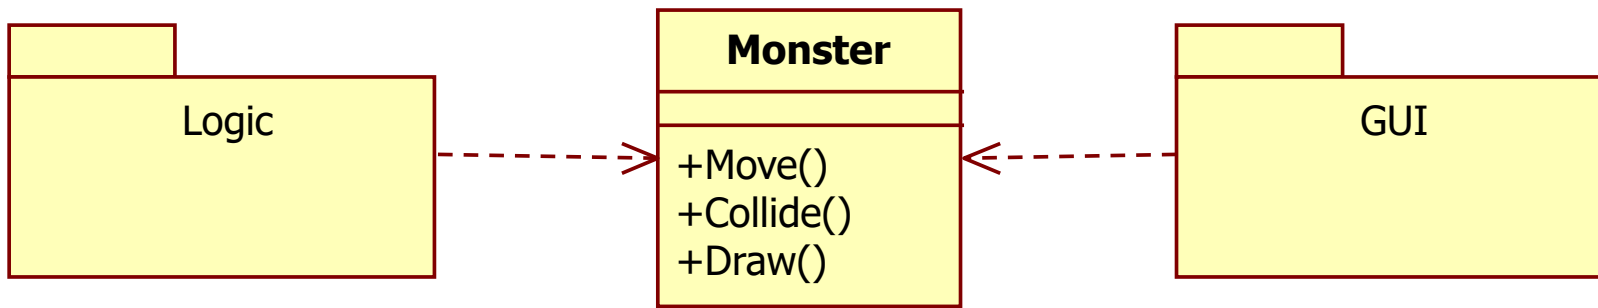 Logic
Monster
+Move()
+Collide()
+Draw()
GUI